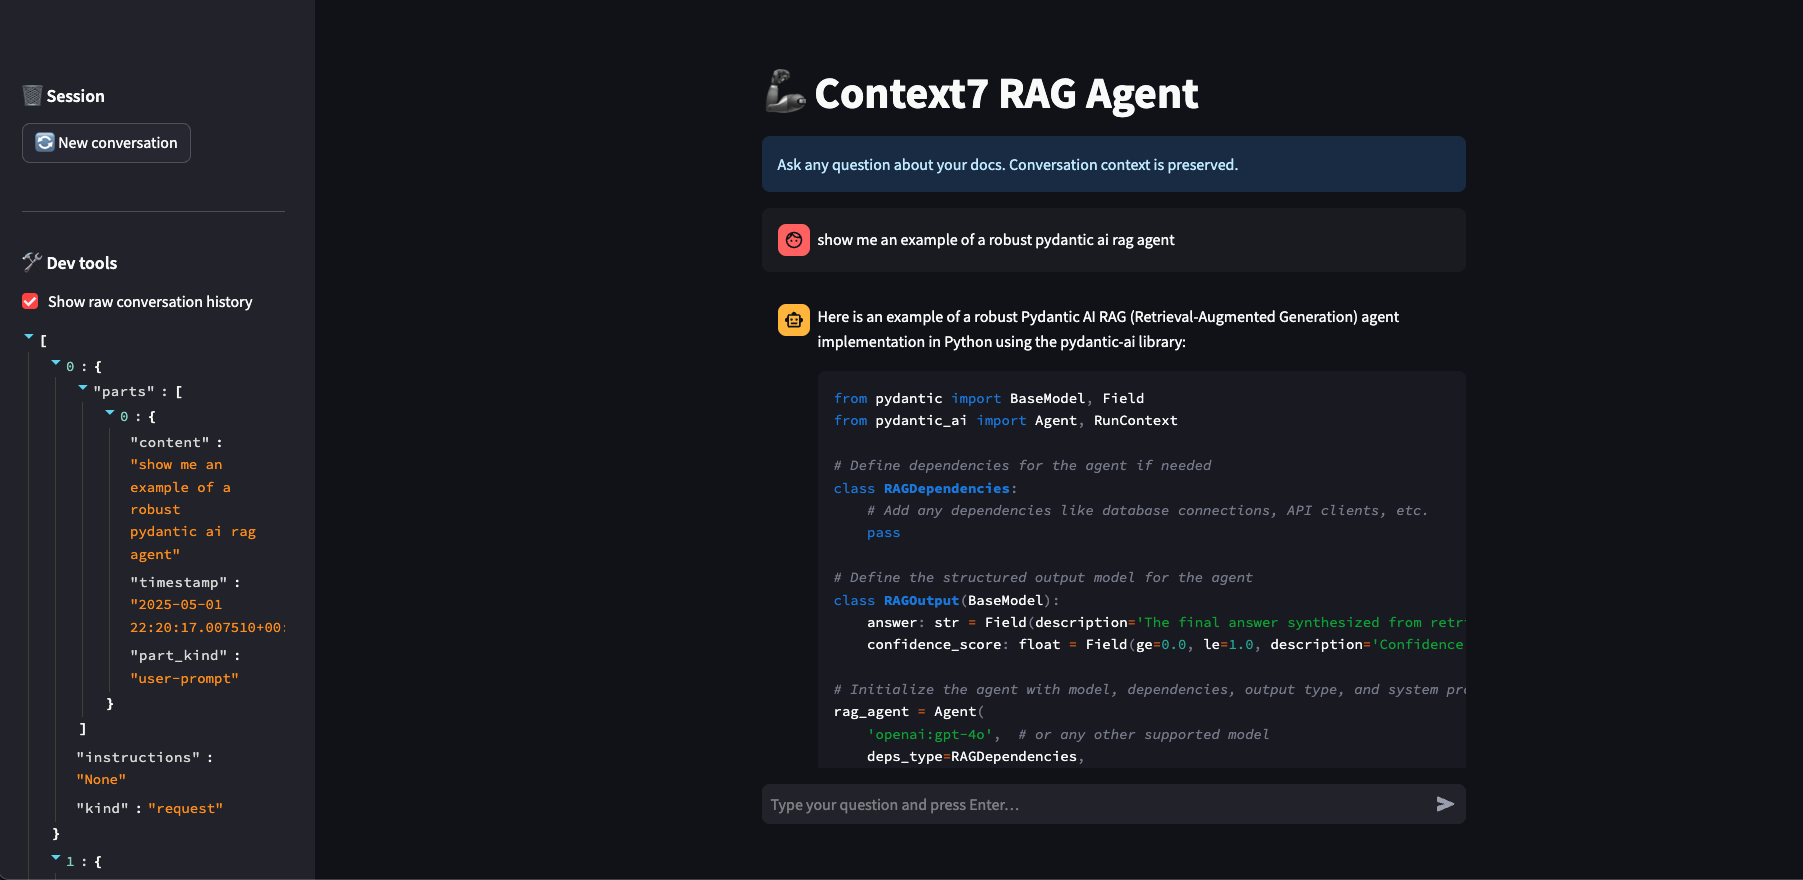 Session
New conversation
Dev tools
Show raw conversation history
[
0 : {
"parts" : [
0 : {
"content" :
"show me an
example of a
robust
pydantic ai rag
agent"
"timestamp" :
"2025-05-01
22:20:17.007510+00:
"part_kind" :
"user-prompt"
}
]
"instructions" :
"None"
"kind" : "request"
}
1 : {
Context7 RAG Agent
Ask any question about your docs. Conversation context is preserved.
show me an example of a robust pydantic ai rag agent
Here is an example of a robust Pydantic AI RAG (Retrieval-Augmented Generation) agent
implementation in Python using the pydantic-ai library:
from pydantic import BaseModel, Field
from pydantic_ai import Agent, RunContext
# Define dependencies for the agent if needed
class RAGDependencies:
# Add any dependencies like database connections, API clients, etc.
pass
# Define the structured output model for the agent
class RAGOutput(BaseModel):
answer: str = Field(description='The final answer synthesized from retr
confidence_score: float = Field(ge=0.0, le=1.0, description='Confidence
# Initialize the agent with model, dependencies, output type, and system pro
rag_agent = Agent(
'openai:gpt-4o', # or any other supported model
deps_type=RAGDependencies,
Type your question and press Enter...